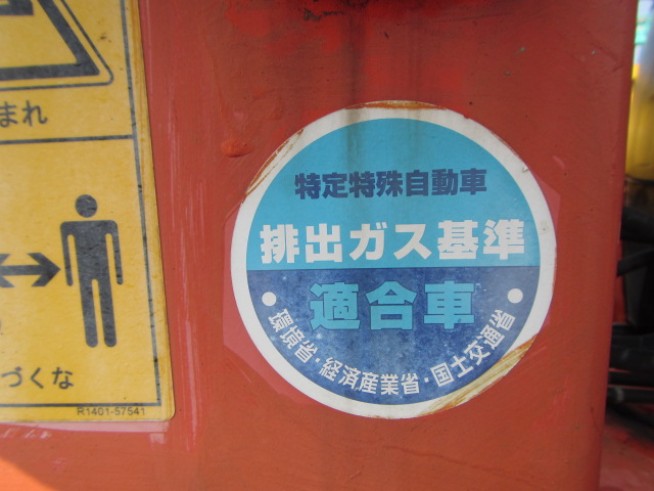 まれ
づくな
R1401-57541
特定特殊自動車
排出ガス基準
適合車
環境省・経済産業省・国土交通省